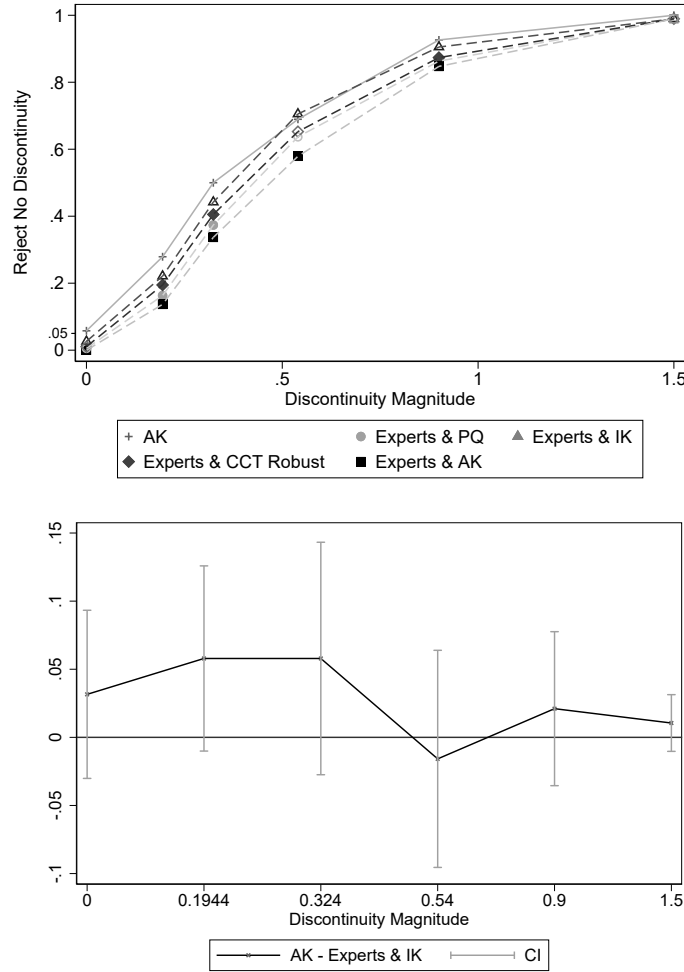 1
.8
.6
.4
.2
.05
0
Reject No Discontinuity
0 .5 1 1.5
Discontinuity Magnitude
AK Experts & PQ Experts & IK
Experts & CCT Robust Experts & AK
.15
.1
.05
0
-.05
-.1
0 0.1944 0.324 0.54 0.9 1.5
Discontinuity Magnitude
AK - Experts & IK CI